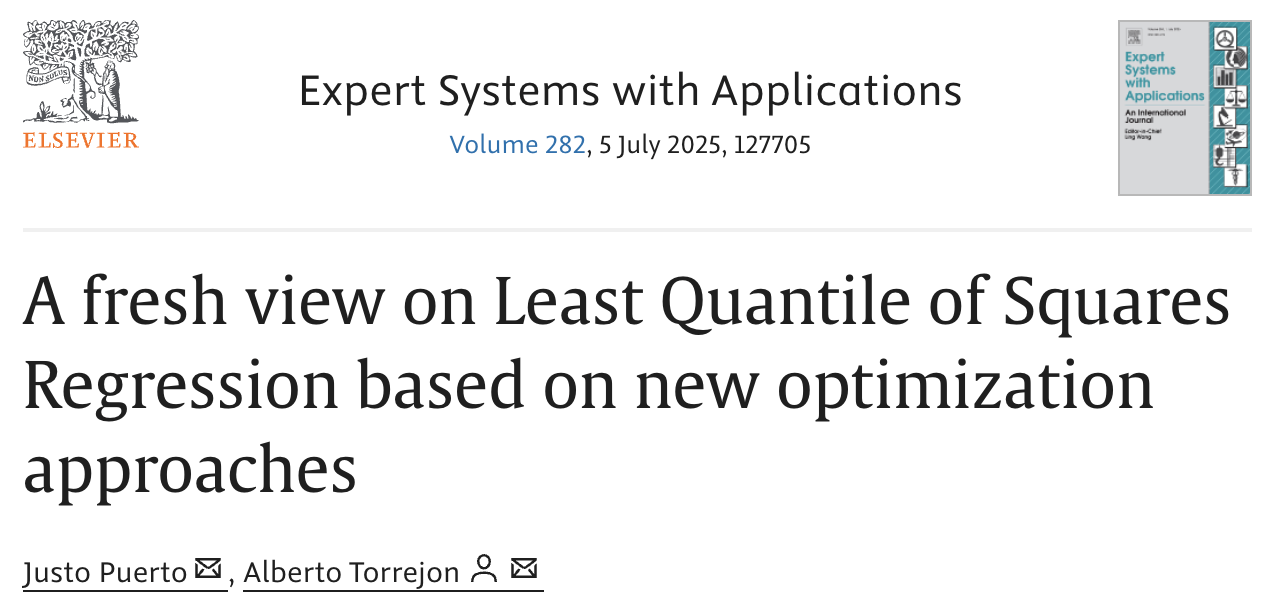 NON SOLUS
ELSEVIER
Expert Systems with Applications
Volume 282, 5 July 2025, 127705
Expert
Systems
with
Applications
An International
Journal
Editor-in-Chief
A fresh view on Least Quantile of Squares
Regression based on new optimization
approaches
Justo Puerto, Alberto Torrejon